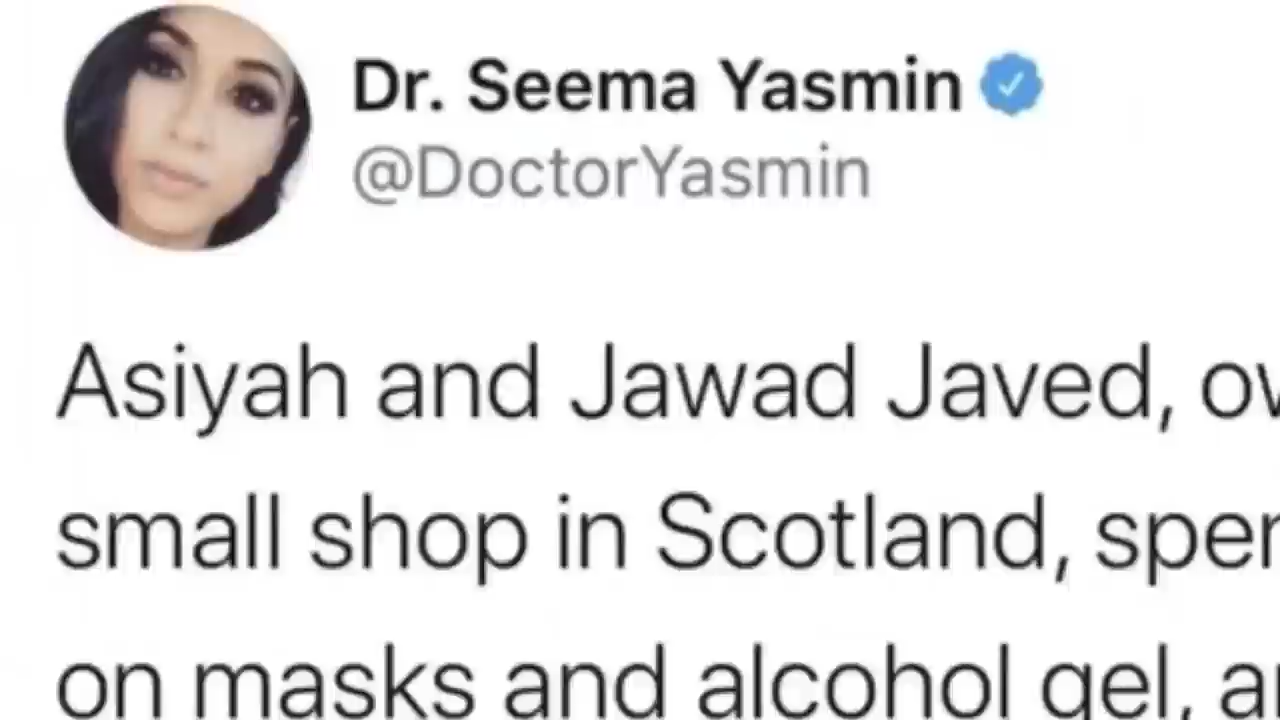 Dr. Seema Yasmin
@DoctorYasmin
Asiyah and Jawad Javed,
small shop in Scotland,
on masks and alcohol gel,